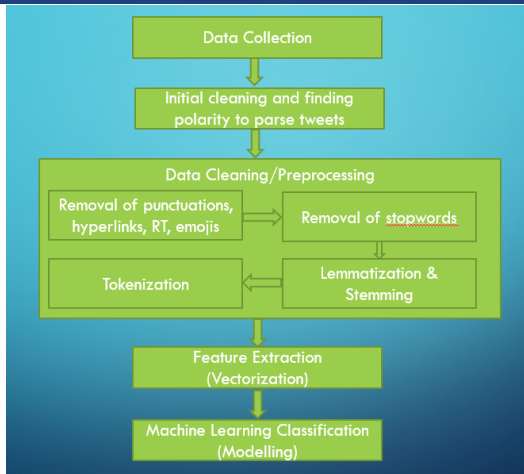 Data Collection
Initial cleaning and finding
polarity to parse tweets
Data Cleaning/Preprocessing
Removal of punctuations,
hyperlinks, RT, emojis
Removal of stopwords
Lemmatization &
Stemming
Tokenization
Feature Extraction
(Vectorization)
Machine Learning Classification
(Modelling)